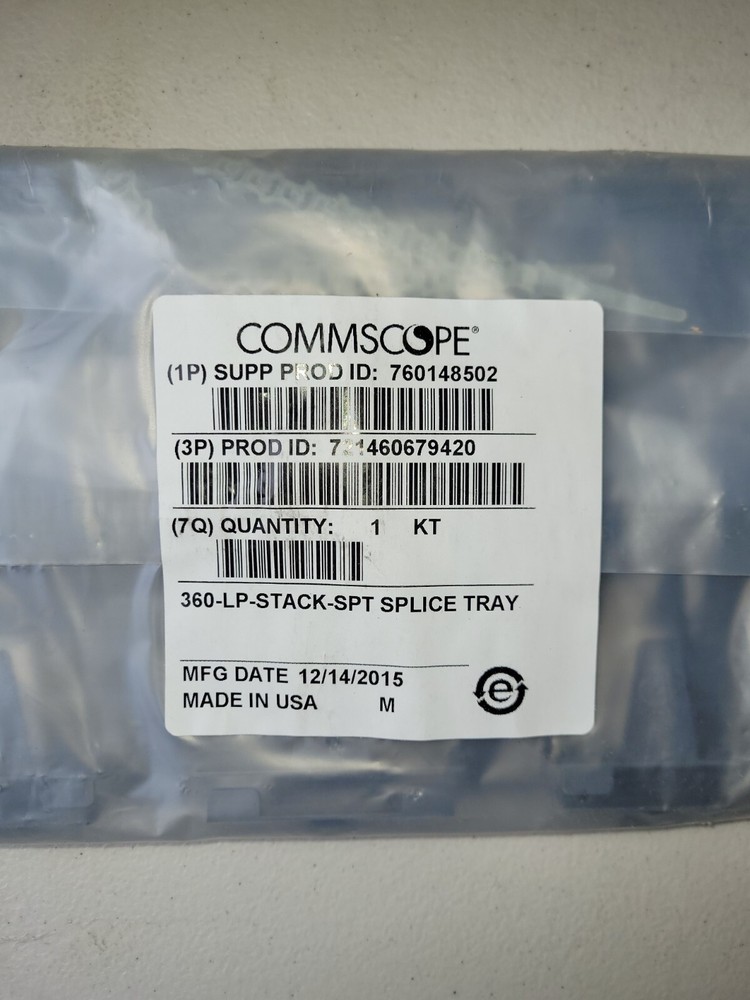 COMMSCOPE®
(1P) SUPP PROD ID: 760148502
(3P) PROD ID:
(7Q) QUANTITY: 1 KT
360-LP-STACK-SPT SPLICE TRAY
MFG DATE 12/14/2015
MADE IN USA M
e